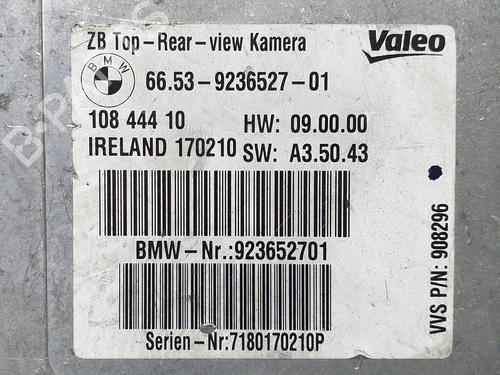 ZB Top-Rear-view Kamera
Valeo
BMW
66.53-9236527-01
108 444 10 HW: 09.00.00
IRELAND 170210 SW: A3.50.43
BMW-Nr.:923652701
Serien-Nr:7180170210P
VVS P/N: 908296